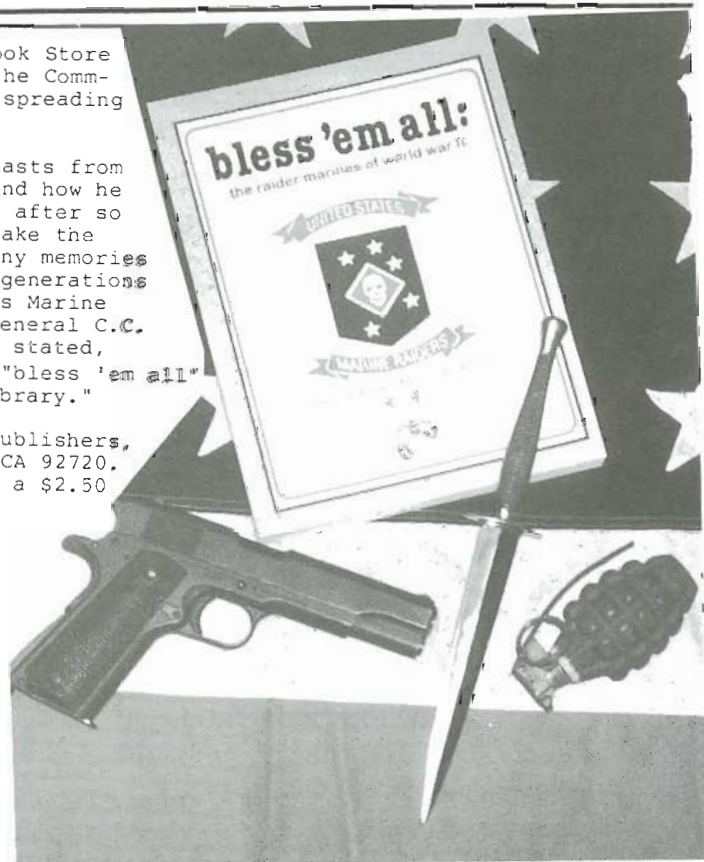 ook Store
he Comm-
spreading
asts from
nd how he
after so
ake the
ny memories
generations
s Marine
eneral C.C.
stated,
"bless 'em all"
brary."
ublishers,
CA 92720.
a $2.50
bless 'em all:
the raider marines of world war II
UNITED STATES
MARINE RAIDERS